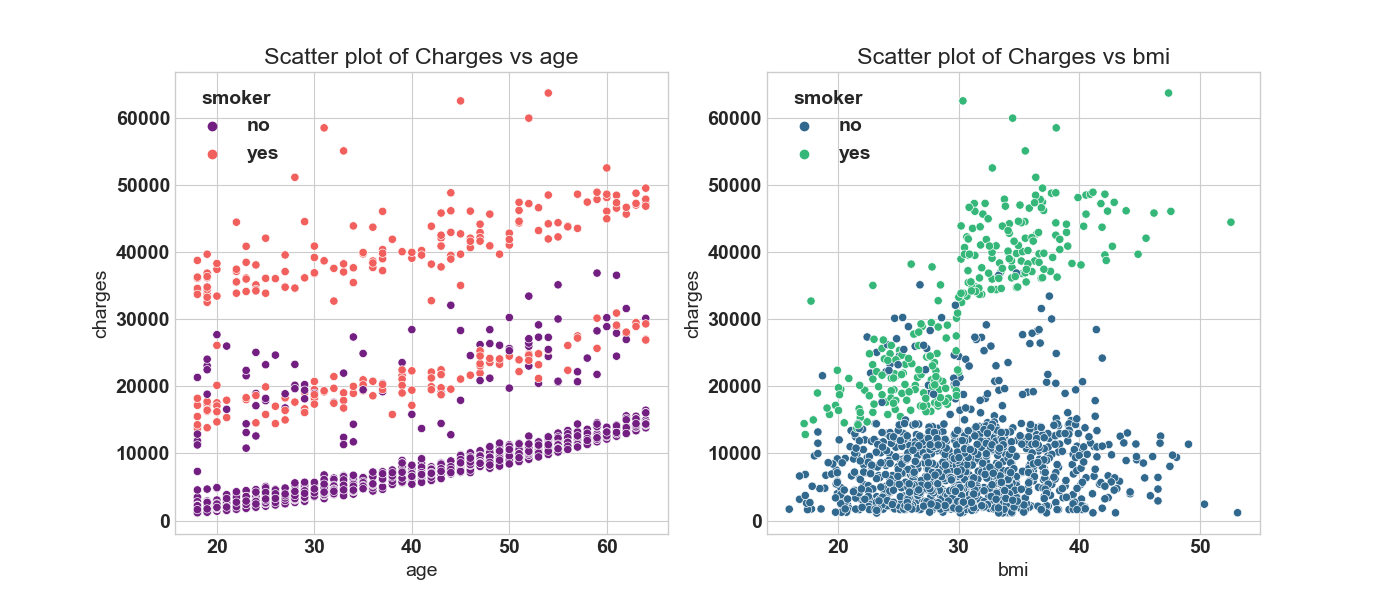 Scatter plot of Charges vs age
smoker
no
yes
60000
50000
40000
30000
20000
10000
0
charges
20 30 40 50 60
age
Scatter plot of Charges vs bmi
smoker
no
yes
60000
50000
40000
30000
20000
10000
0
charges
20 30 40 50
bmi